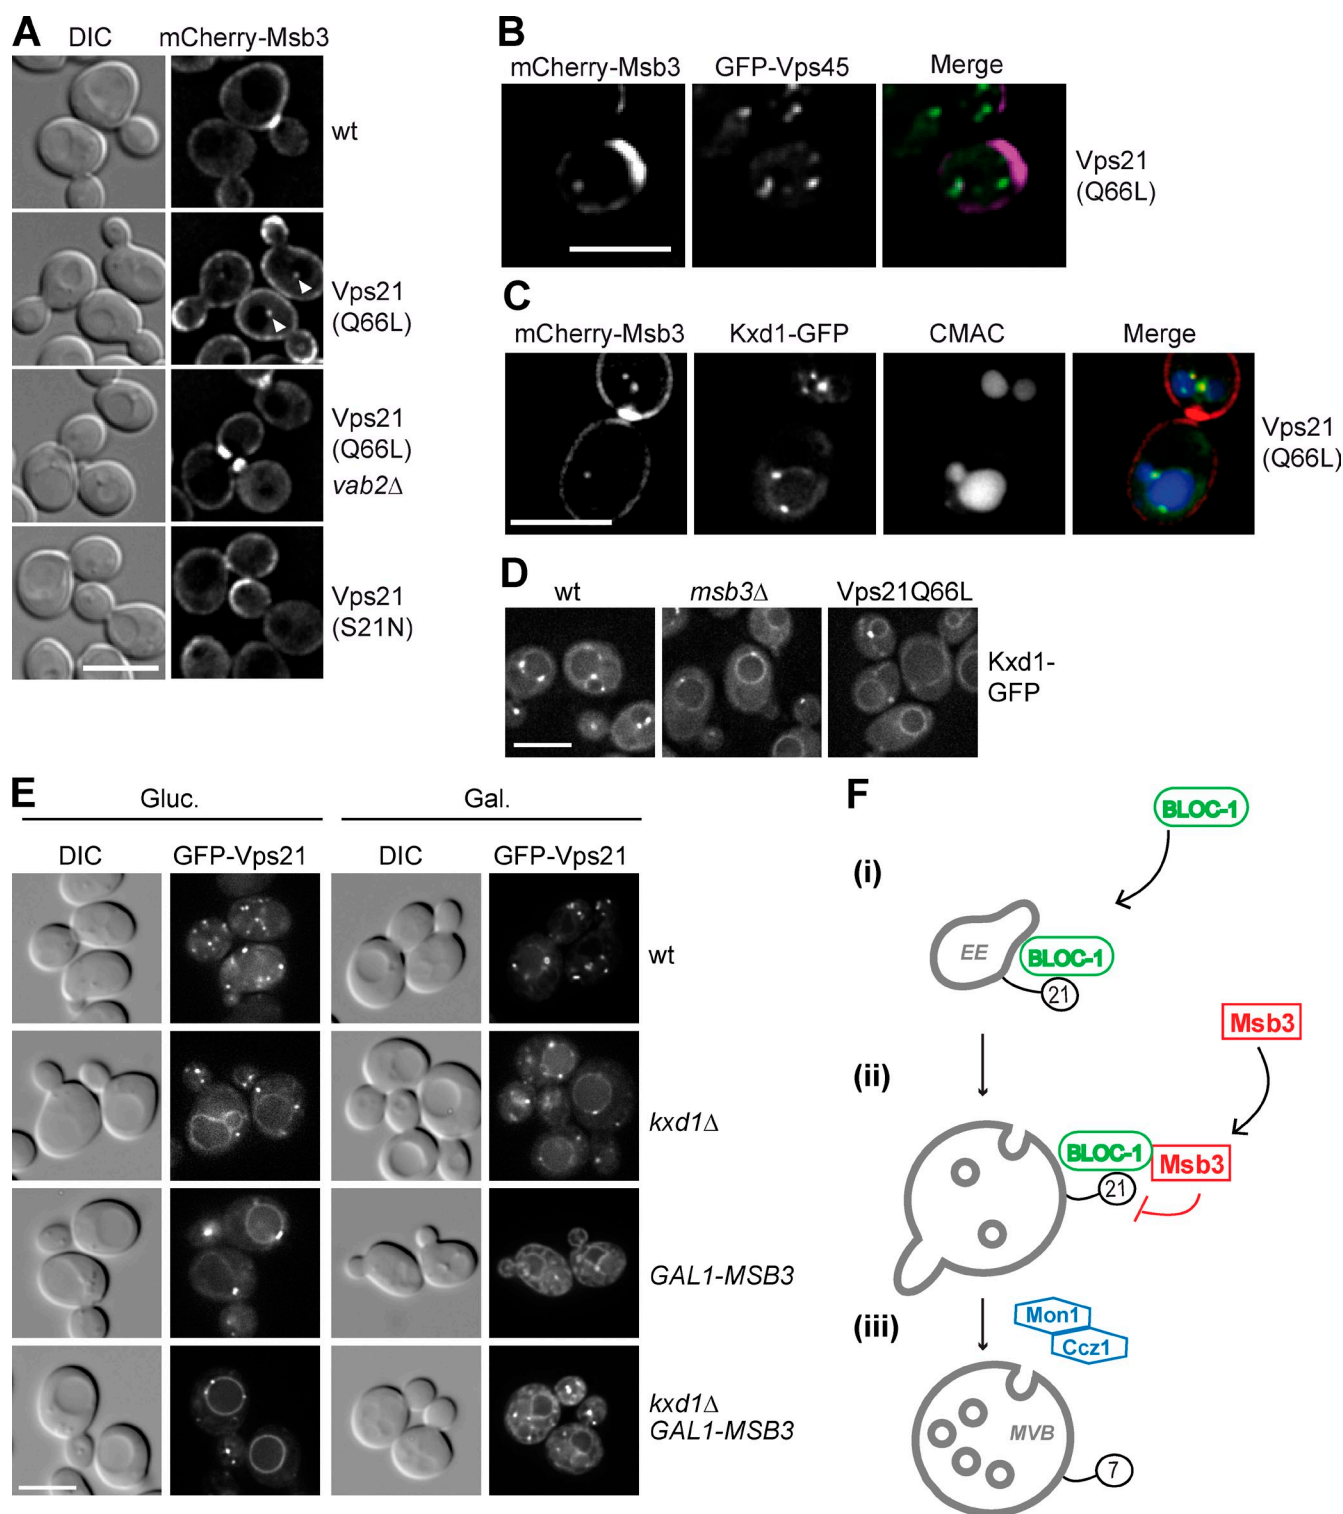 A
DIC
mCherry-Msb3
wt
Vps21
(Q66L)
Vps21
(Q66L)
vab2Δ
Vps21
(S21N)
B
mCherry-Msb3
GFP-Vps45
Merge
Vps21
(Q66L)
C
mCherry-Msb3
Kxd1-GFP
CMAC
Merge
Vps21
(Q66L)
D
wt
msb3Δ
Vps21Q66L
Kxd1-
GFP
E
Gluc.
Gal.
DIC
GFP-Vps21
DIC
GFP-Vps21
wt
kxd1Δ
GAL1-MSB3
kxd1Δ
GAL1-MSB3
F
BLOC-1
(i)
EE
BLOC-1
21
Msb3
(ii)
BLOC-1
Msb3
21
(iii)
Mon1
Ccz1
MVB
7